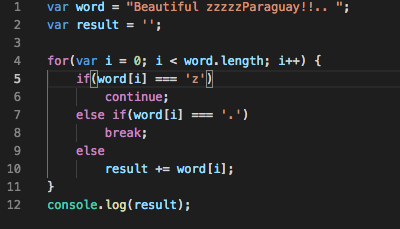 1 var word = "Beautiful zzzzzParaguay!!.. ";
2 var result = '';
3
4 for(var i = 0; i < word.length; i++) {
5     if(word[i] === 'z')
6         continue;
7     else if(word[i] === '.')
8         break;
9     else
10         result += word[i];
11 }
12 console.log(result);